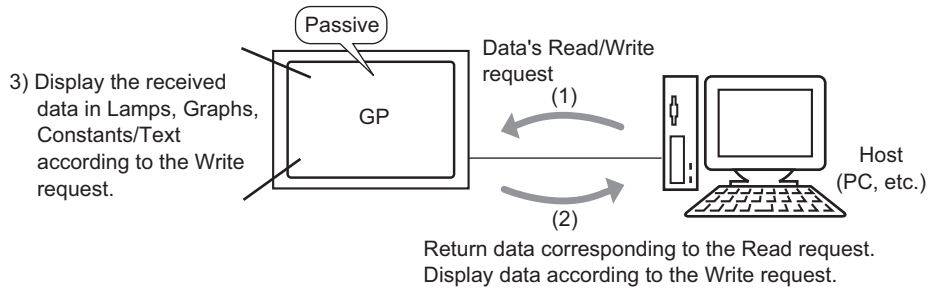 Passive
Data's Read/Write
request
(1)
3) Display the received
data in Lamps, Graphs,
Constants/Text
according to the Write
request.
GP
Host
(PC, etc.)
(2)
Return data corresponding to the Read request.
Display data according to the Write request.